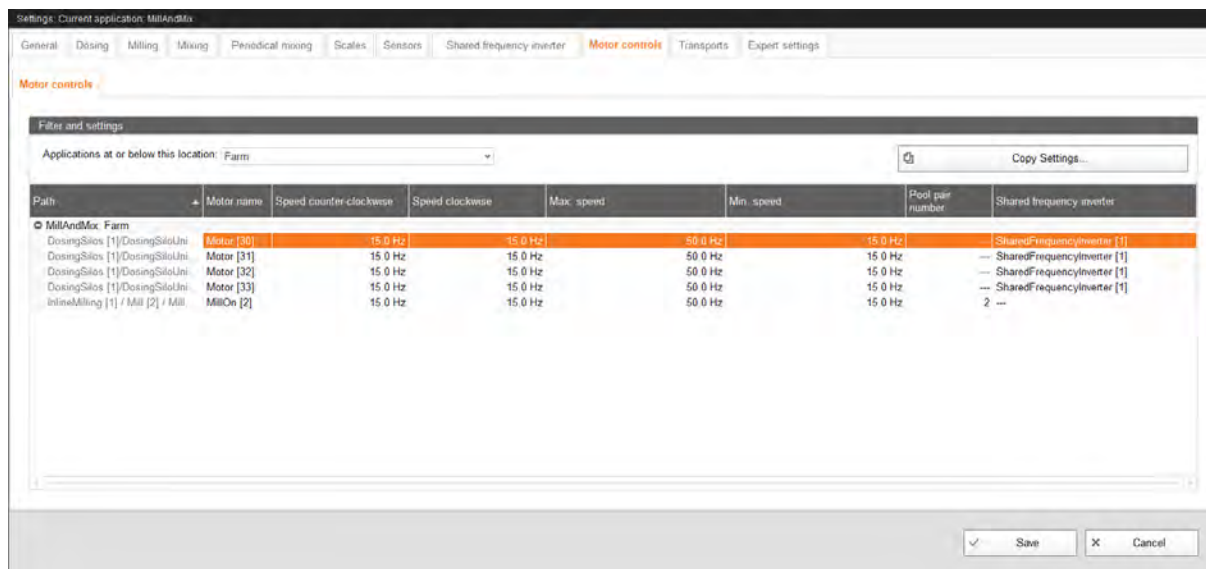 Settings: Current application: MillAndMix
General Dosing Milling Mixing Periodical mixing Scales Sensors Shared frequency inverter Motor controls Transports Expert settings
Motor controls
Filter and settings
Applications at or below this location: Farm Copy Settings...
Path Motor name Speed counter-clockwise Speed clockwise Max. speed Min. speed Pool pair number Shared frequency inverter
MillAndMix: Farm
DosingSilos [1]/DosingSiloUni... Motor [30] 15.0 Hz 15.0 Hz 50.0 Hz 15.0 Hz --- SharedFrequencyInverter [1]
DosingSilos [1]/DosingSiloUni... Motor [31] 15.0 Hz 15.0 Hz 50.0 Hz 15.0 Hz --- SharedFrequencyInverter [1]
DosingSilos [1]/DosingSiloUni... Motor [32] 15.0 Hz 15.0 Hz 50.0 Hz 15.0 Hz --- SharedFrequencyInverter [1]
DosingSilos [1]/DosingSiloUni... Motor [33] 15.0 Hz 15.0 Hz 50.0 Hz 15.0 Hz --- SharedFrequencyInverter [1]
InlineMilling [1] / Mill [2] / Mill... MillOn [2] 15.0 Hz 15.0 Hz 50.0 Hz 15.0 Hz 2 ---
Save Cancel